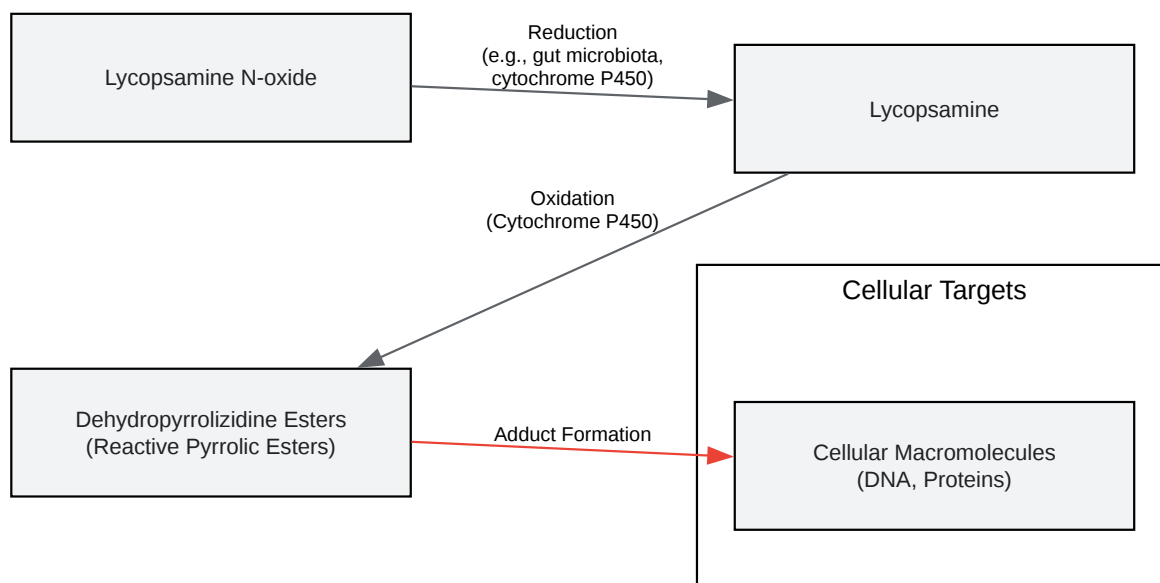 Reduction
(e.g., gut microbiota,
cytochrome P450)
Lycopsamine N-oxide
Lycopsamine
Oxidation
(Cytochrome P450)
Cellular Targets
Dehydropyrrolizidine Esters
(Reactive Pyrrolic Esters)
Adduct Formation
Cellular Macromolecules
(DNA, Proteins)